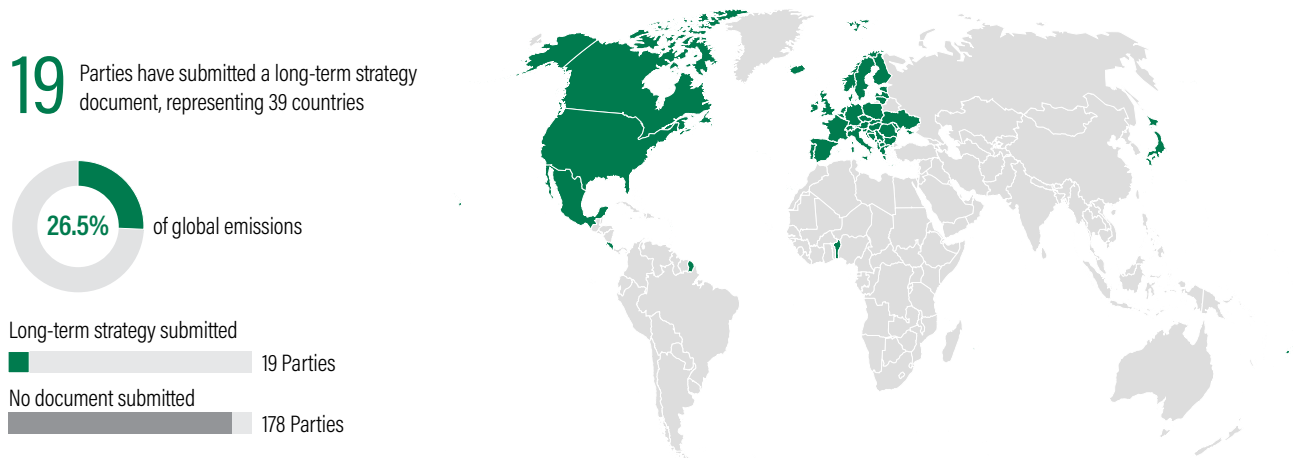 19
Parties have submitted a long-term strategy
document, representing 39 countries
26.5%
of global emissions
Long-term strategy submitted
19 Parties
No document submitted
178 Parties